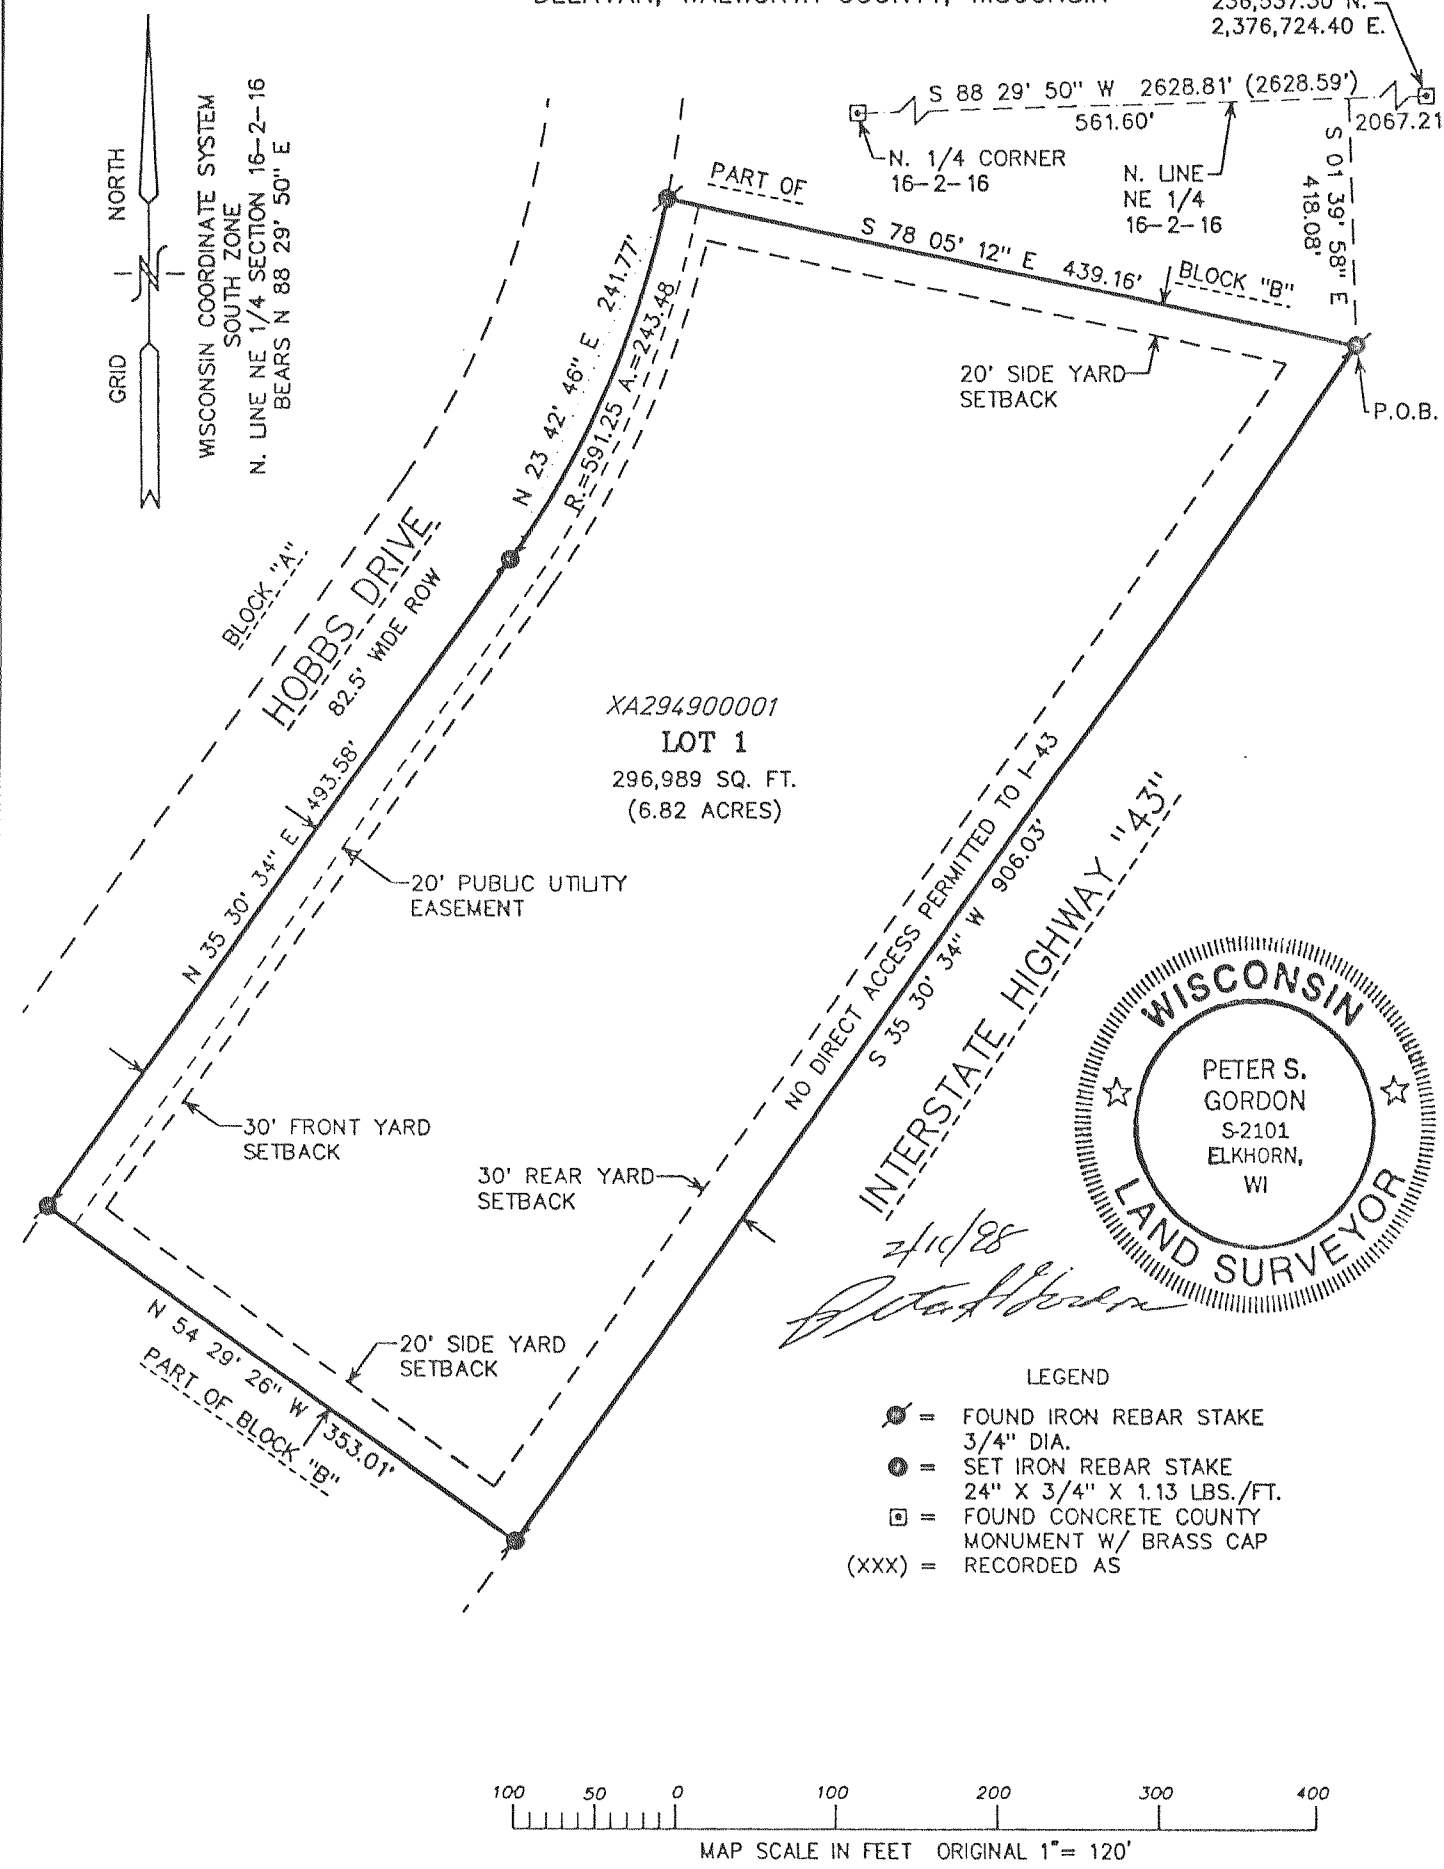 2,376,724.40 E.
S 88 29' 50" W 2628.81' (2628.59')
561.60'
2067.21
N. 1/4 CORNER
16-2-16
N. LINE
NE 1/4
16-2-16
S 01 39' 58" E
418.08'
GRID NORTH
N
WISCONSIN COORDINATE SYSTEM
SOUTH ZONE
N. LINE NE 1/4 SECTION 16-2-16
BEARS N 88 29' 50" E
PART OF
S 78 05' 12" E 439.16'
BLOCK "B"
20' SIDE YARD
SETBACK
P.O.B.
N 23 42' 46" E 241.77'
R.=591.25 A.=243.48
BLOCK "A"
HOBBS DRIVE
82.5' WIDE ROW
XA294900001
LOT 1
296,989 SQ. FT.
(6.82 ACRES)
N 35 30' 34" E 493.58'
20' PUBLIC UTILITY
EASEMENT
NO DIRECT ACCESS PERMITTED TO I-43
S 35 30' 34" W 906.03'
INTERSTATE HIGHWAY "43"
30' FRONT YARD
SETBACK
30' REAR YARD
SETBACK
WISCONSIN
PETER S.
GORDON
S-2101
ELKHORN,
WI
LAND SURVEYOR
N 54 29' 26" W 353.01'
PART OF BLOCK "B"
20' SIDE YARD
SETBACK
LEGEND
= FOUND IRON REBAR STAKE
3/4" DIA.
= SET IRON REBAR STAKE
24" X 3/4" X 1.13 LBS./FT.
= FOUND CONCRETE COUNTY
MONUMENT W/ BRASS CAP
(XXX) = RECORDED AS
100 50 0 100 200 300 400
MAP SCALE IN FEET ORIGINAL 1"= 120'